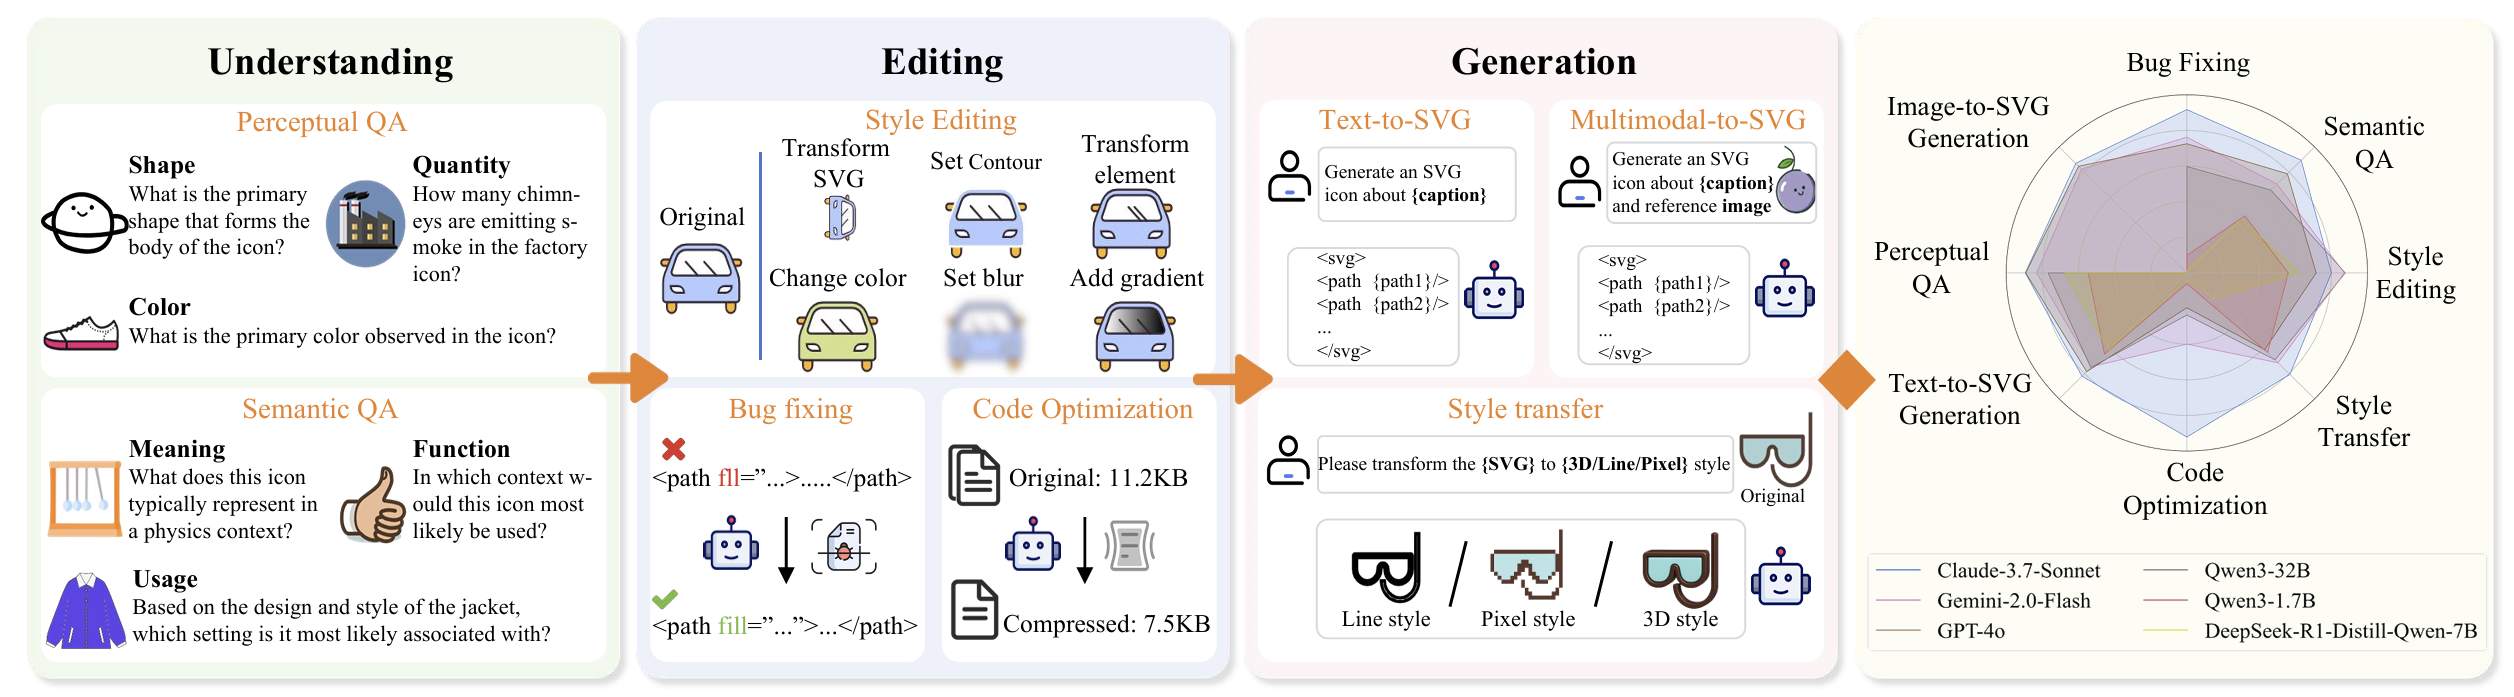 Understanding
Perceptual QA
Shape
What is the primary
shape that forms the
body of the icon?
Quantity
How many chimn-
eys are emitting s-
moke in the factory
icon?
Color
What is the primary color observed in the icon?
Semantic QA
Meaning
What does this icon
typically represent in
a physics context?
Function
In which context w-
ould this icon most
likely be used?
Usage
Based on the design and style of the jacket,
which setting is it most likely associated with?
Editing
Style Editing
Original
Transform
SVG
Set Contour
Transform
element
Change color
Set blur
Add gradient
Bug fixing
<path fll=”...>.....</path>
<path fill=”...”>...</path>
Code Optimization
Original: 11.2KB
Compressed: 7.5KB
Generation
Text-to-SVG
Generate an SVG
icon about {caption}
<svg>
<path {path1}/>
<path {path2}/>
...
</svg>
Multimodal-to-SVG
Generate an SVG
icon about {caption}
and reference image
<svg>
<path {path1}/>
<path {path2}/>
...
</svg>
Style transfer
Please transform the {SVG} to {3D/Line/Pixel} style
Original
Line style
Pixel style
3D style
Bug Fixing
Image-to-SVG
Generation
Semantic
QA
Perceptual
QA
Style
Editing
Text-to-SVG
Generation
Style
Transfer
Code
Optimization
Claude-3.7-Sonnet
Gemini-2.0-Flash
GPT-4o
Qwen3-32B
Qwen3-1.7B
DeepSeek-R1-Distill-Qwen-7B